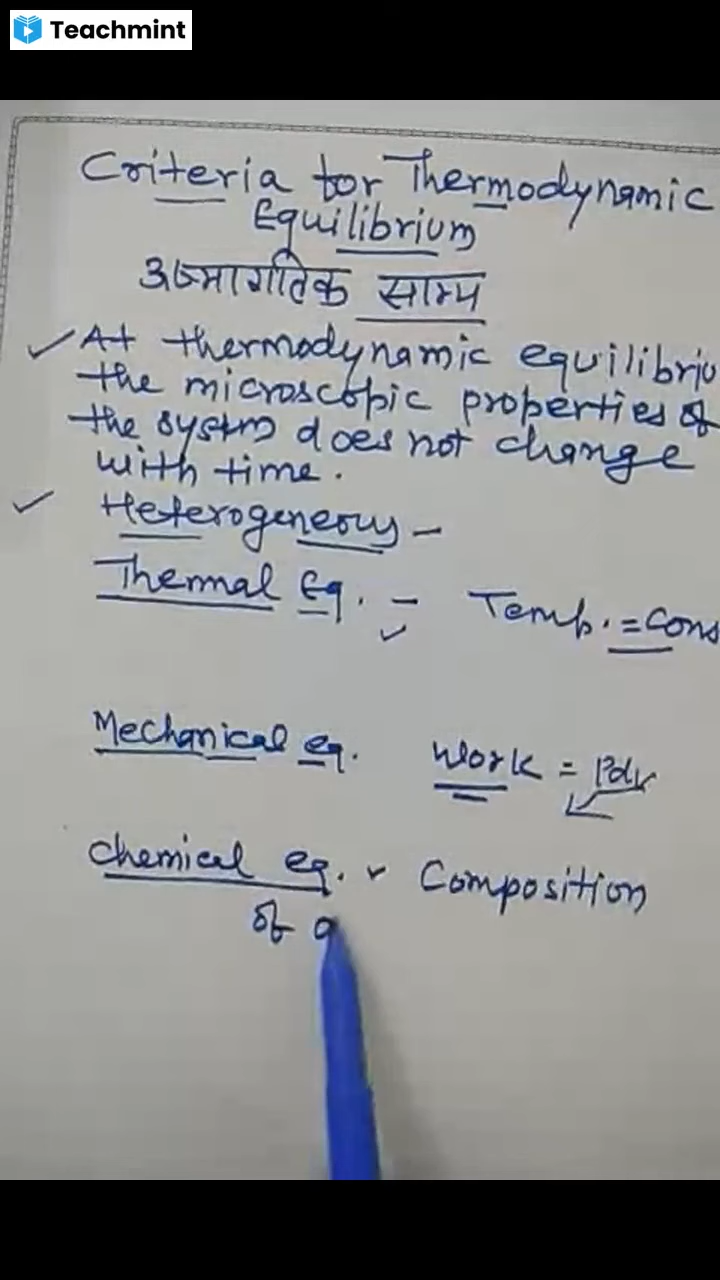 Teachmint
Criteria for Thermodynamic
Equilibrium
उष्मागतिक साम्य
At thermodynamic equilibriu
the microscopic properties of
the system does not change
with time.
Heterogeneous -
Thermal Eq. - Temp. = Cons
Mechanical eq. Work = Pdv
Chemical eq. Composition
of a